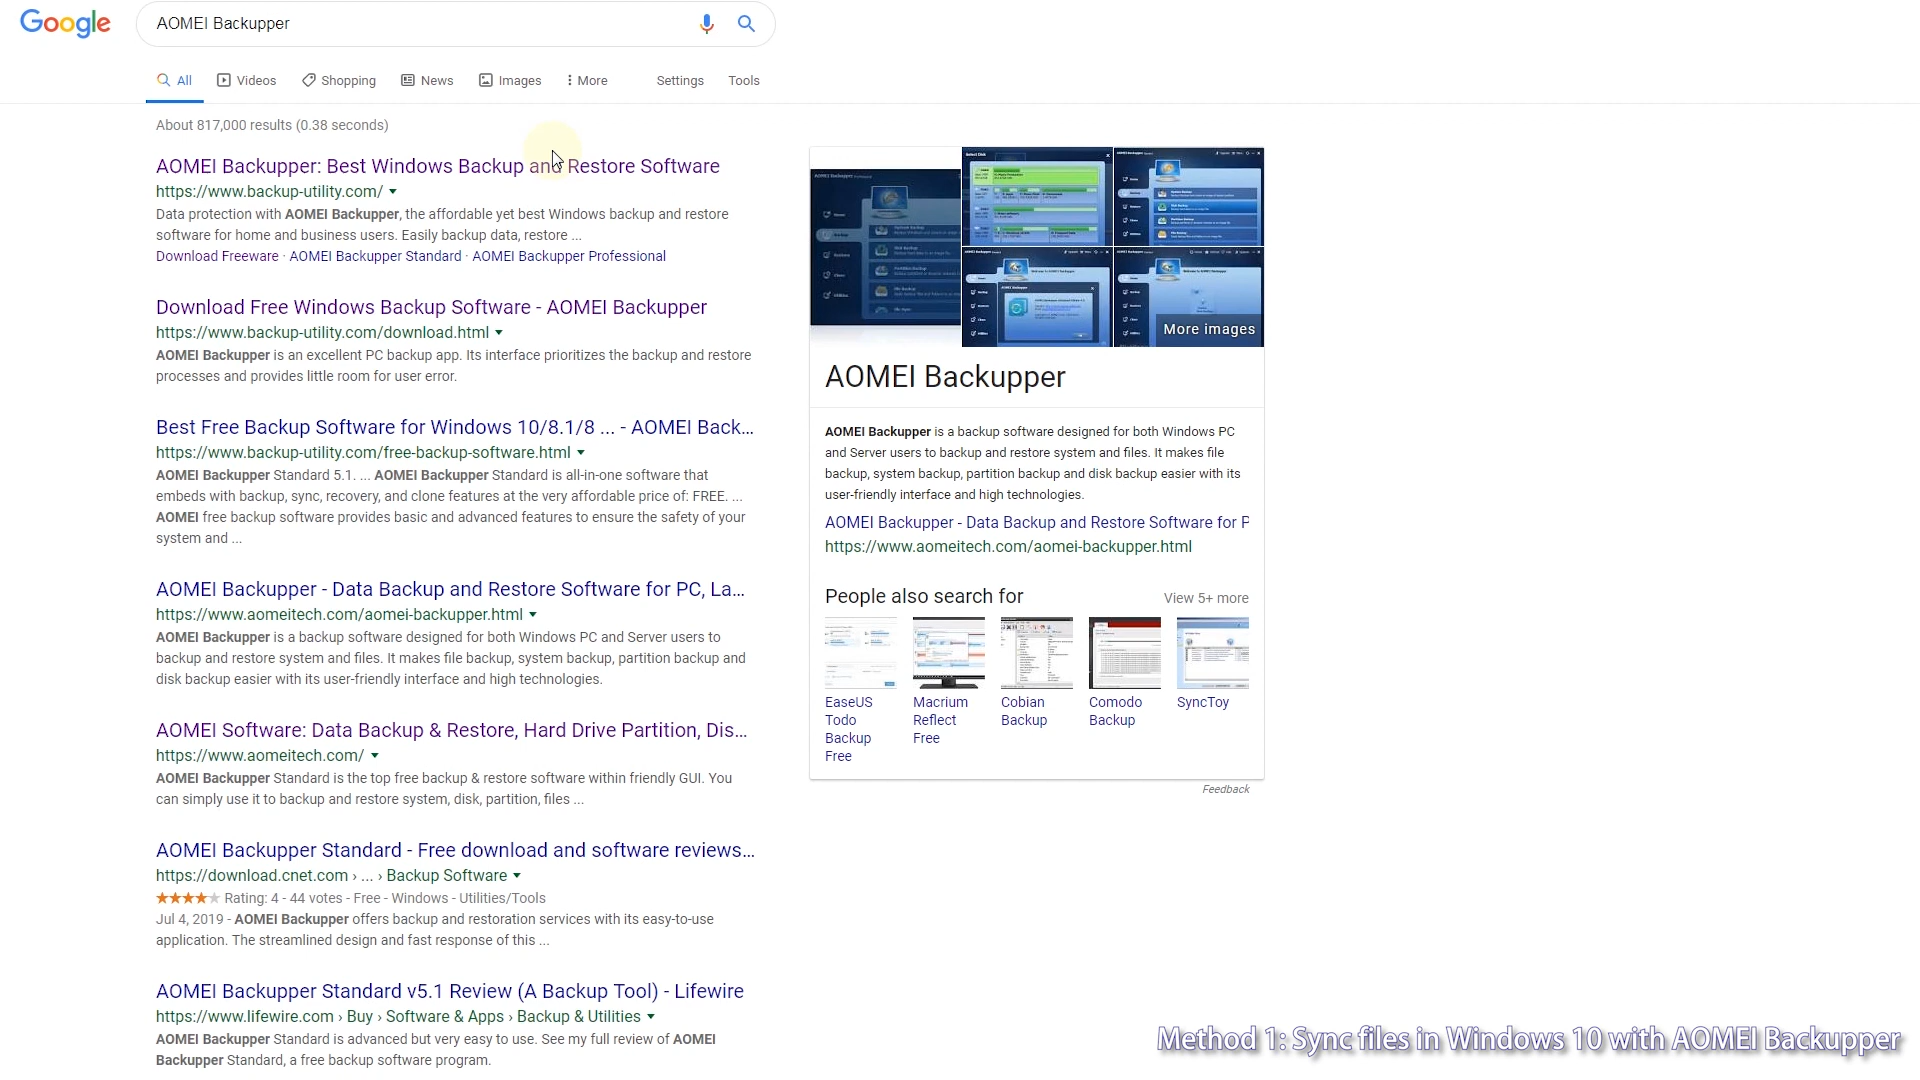 Google
AOMEI Backupper
All
Videos
Shopping
News
Images
More
Settings
Tools
About 817,000 results (0.38 seconds)
AOMEI Backupper: Best Windows Backup and Restore Software
https://www.backup-utility.com/
Data protection with AOMEI Backupper, the affordable yet best Windows backup and restore
software for home and business users. Easily backup data, restore ...
Download Freeware · AOMEI Backupper Standard · AOMEI Backupper Professional
Download Free Windows Backup Software - AOMEI Backupper
https://www.backup-utility.com/download.html
AOMEI Backupper is an excellent PC backup app. Its interface prioritizes the backup and restore
processes and provides little room for user error.
Best Free Backup Software for Windows 10/8.1/8 ... - AOMEI Back...
https://www.backup-utility.com/free-backup-software.html
AOMEI Backupper Standard 5.1. ... AOMEI Backupper Standard is all-in-one software that
embeds with backup, sync, recovery, and clone features at the very affordable price of: FREE. ...
AOMEI free backup software provides basic and advanced features to ensure the safety of your
system and ...
AOMEI Backupper - Data Backup and Restore Software for PC, La...
https://www.aomeitech.com/aomei-backupper.html
AOMEI Backupper is a backup software designed for both Windows PC and Server users to
backup and restore system and files. It makes file backup, system backup, partition backup and
disk backup easier with its user-friendly interface and high technologies.
AOMEI Software: Data Backup & Restore, Hard Drive Partition, Dis...
https://www.aomeitech.com/
AOMEI Backupper Standard is the top free backup & restore software within friendly GUI. You
can simply use it to backup and restore system, disk, partition, files ...
AOMEI Backupper Standard - Free download and software reviews...
https://download.cnet.com › ... › Backup Software
Rating: 4 - 44 votes - Free - Windows - Utilities/Tools
Jul 4, 2019 - AOMEI Backupper offers backup and restoration services with its easy-to-use
application. The streamlined design and fast response of this ...
AOMEI Backupper Standard v5.1 Review (A Backup Tool) - Lifewire
https://www.lifewire.com › Buy › Software & Apps › Backup & Utilities
AOMEI Backupper Standard is advanced but very easy to use. See my full review of AOMEI
Backupper Standard, a free backup software program.
More images
AOMEI Backupper
AOMEI Backupper is a backup software designed for both Windows PC
and Server users to backup and restore system and files. It makes file
backup, system backup, partition backup and disk backup easier with its
user-friendly interface and high technologies.
AOMEI Backupper - Data Backup and Restore Software for P
https://www.aomeitech.com/aomei-backupper.html
People also search for
View 5+ more
EaseUS
Todo
Backup
Free
Macrium
Reflect
Free
Cobian
Backup
Comodo
Backup
SyncToy
Feedback
Method 1: Sync files in Windows 10 with AOMEI Backupper